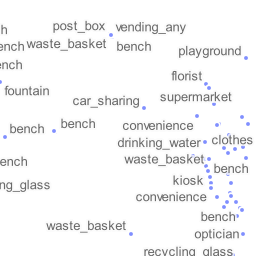 h
post_box vending_any
ench waste_basket bench
playground
ench
florist
fountain
supermarket
car_sharing
bench bench convenience
drinking_water clothes
ench waste_basket
bench
kiosk
ng_glass
convenience
bench
waste_basket
optician
recycling_glass